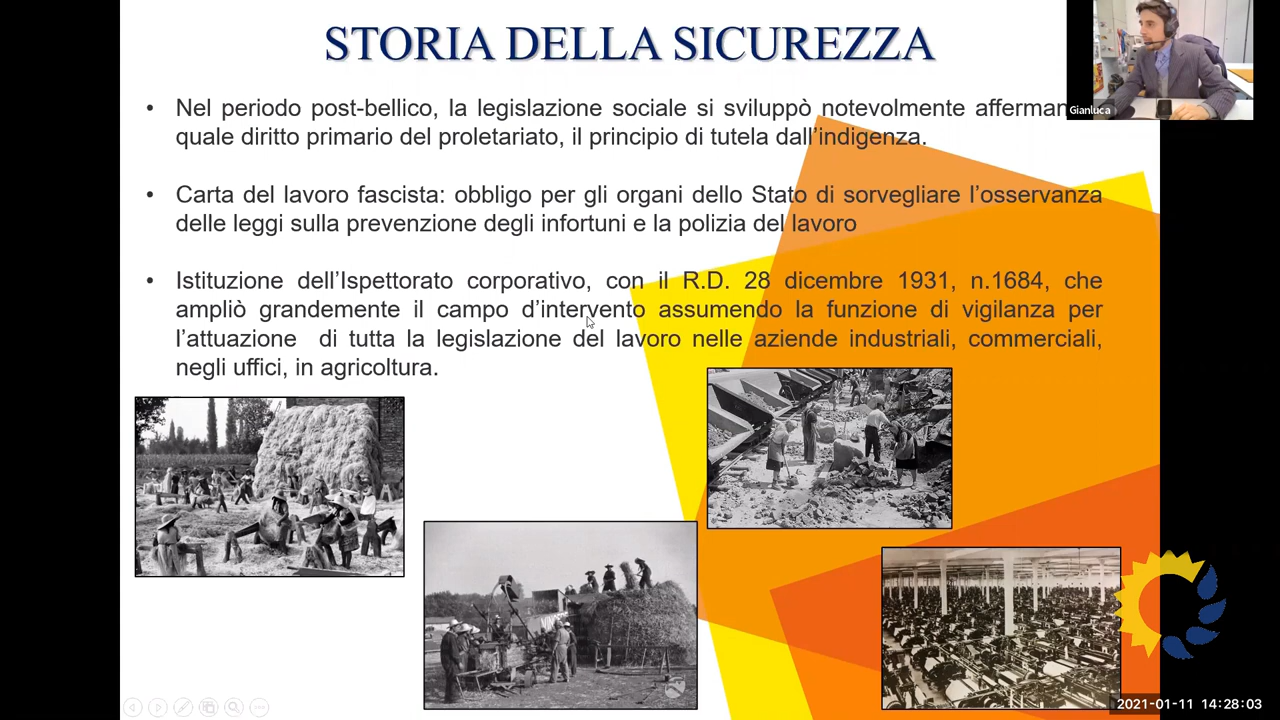 STORIA DELLA SICUREZZA
Gianluca
• Nel periodo post-bellico, la legislazione sociale si sviluppò notevolmente
quale diritto primario del proletariato, il principio di tutela dall’indigenza.
• Carta del lavoro fascista: obbligo per gli organi dello Stato di sorvegliare l’osservanza
delle leggi sulla prevenzione degli infortuni e la polizia del lavoro
• Istituzione dell’Ispettorato corporativo, con il R.D. 28 dicembre 1931, n.1684, che
ampliò grandemente il campo d’intervento assumendo la funzione di vigilanza per
l’attuazione di tutta la legislazione del lavoro nelle aziende industriali, commerciali,
negli uffici, in agricoltura.
2021-01-11 14:28:03